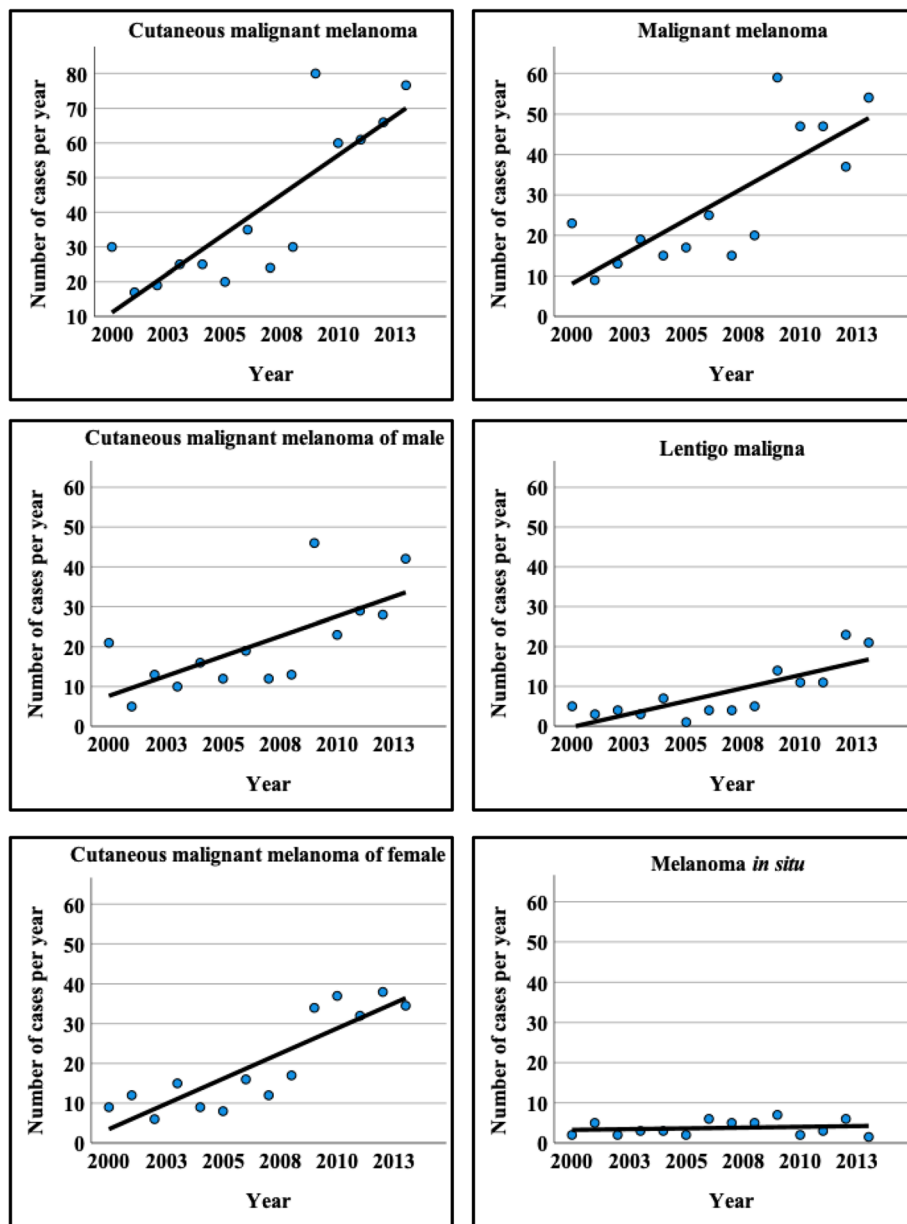 Cutaneous malignant melanoma
Number of cases per year
80
70
60
50
40
30
20
10
2000 2003 2005 2008 2010 2013
Year
Malignant melanoma
Number of cases per year
60
50
40
30
20
10
0
2000 2003 2005 2008 2010 2013
Year
Cutaneous malignant melanoma of male
Number of cases per year
60
50
40
30
20
10
0
2000 2003 2005 2008 2010 2013
Year
Lentigo maligna
Number of cases per year
60
50
40
30
20
10
0
2000 2003 2005 2008 2010 2013
Year
Cutaneous malignant melanoma of female
Number of cases per year
60
50
40
30
20
10
0
2000 2003 2005 2008 2010 2013
Year
Melanoma in situ
Number of cases per year
60
50
40
30
20
10
0
2000 2003 2005 2008 2010 2013
Year